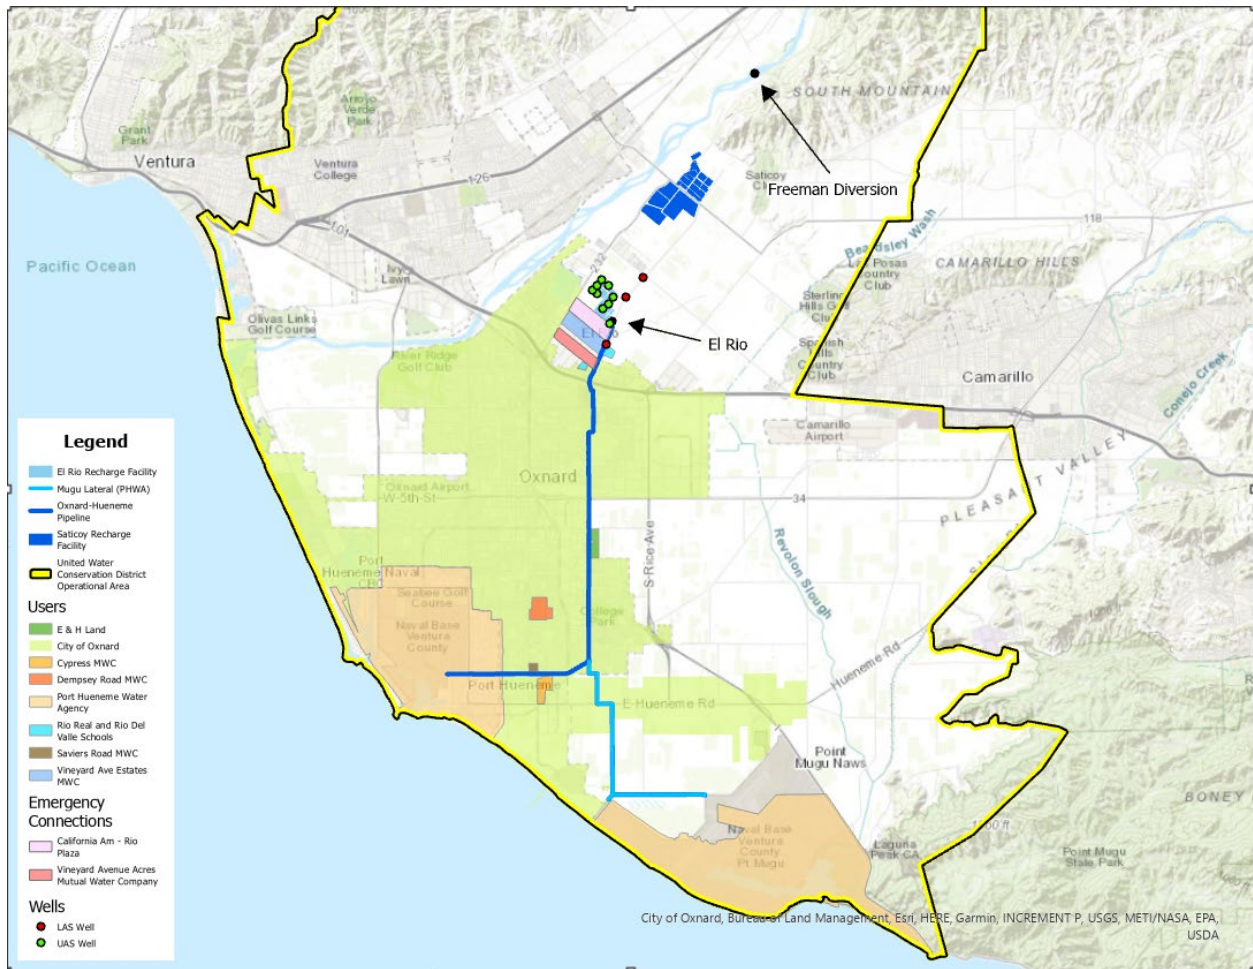 SOUTH MOUNTAIN
Arroyo
Verde
Park
Grant
Park
Ventura
Ventura
College
126
Saticoy
Freeman Diversion
101
118
232
Beardsley Wash
Pacific Ocean
Ivy
Lawn
Las Posas
Country
Club
CAMARILLO HILLS
Olivas Links
Golf Course
Sterling
Hills Golf
Club
El Rio
El Rio
Spanish
Hills
Country
Club
River Ridge
Golf Club
Camarillo
Conejo Creek
Camarillo
Airport
PLEASANT VALLEY
Oxnard
Oxnard Airport
W 5th St
34
S Rice Ave
Revolon Slough
Port
Hueneme Naval
CBC
Seabee Golf
Course
Naval Base
Ventura
County
College
Park
Hueneme Rd
Port Hueneme
E Hueneme Rd
Point
Mugu Naws
BONEY
1000 ft
Naval Base
Ventura
County
Pt Mugu
Laguna
Peak CA
Point Mugu
State Park
City of Oxnard, Bureau of Land Management, Esri, HERE, Garmin, INCREMENT P, USGS, METI/NASA, EPA,
USDA
Legend
El Rio Recharge Facility
Mugu Lateral (PHWA)
Oxnard-Hueneme
Pipeline
Saticoy Recharge
Facility
United Water
Conservation District
Operational Area
Users
E & H Land
City of Oxnard
Cypress MWC
Dempsey Road MWC
Port Hueneme Water
Agency
Rio Real and Rio Del
Valle Schools
Saviers Road MWC
Vineyard Ave Estates
MWC
Emergency
Connections
California Am - Rio
Plaza
Vineyard Avenue Acres
Mutual Water Company
Wells
LAS Well
UAS Well